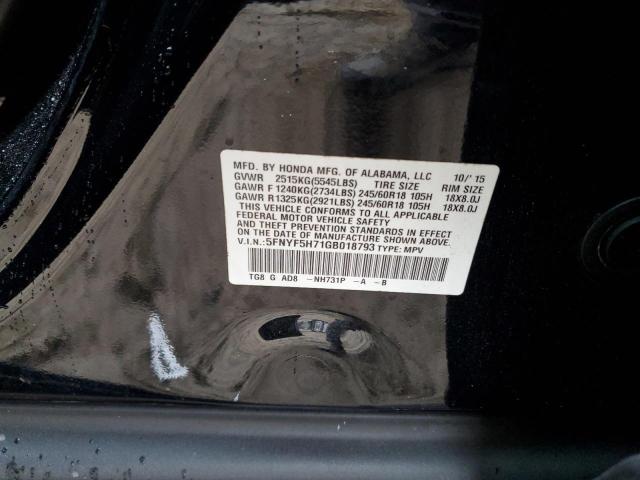 MFD. BY HONDA MFG. OF ALABAMA, LLC 10/'15
GVWR 2515KG(5545LBS) TIRE SIZE RIM SIZE
GAWR F 1240KG(2734LBS) 245/60R18 105H 18X8.0J
GAWR R1325KG(2921LBS) 245/60R18 105H 18X8.0J
THIS VEHICLE CONFORMS TO ALL APPLICABLE
FEDERAL MOTOR VEHICLE SAFETY
AND THEFT PREVENTION STANDARDS IN EFFECT
ON THE DATE OF MANUFACTURE SHOWN ABOVE.
V.I.N.:5FNYF5H71GB018793 TYPE: MPV
TG8 G AD8 -NH731P -A -B